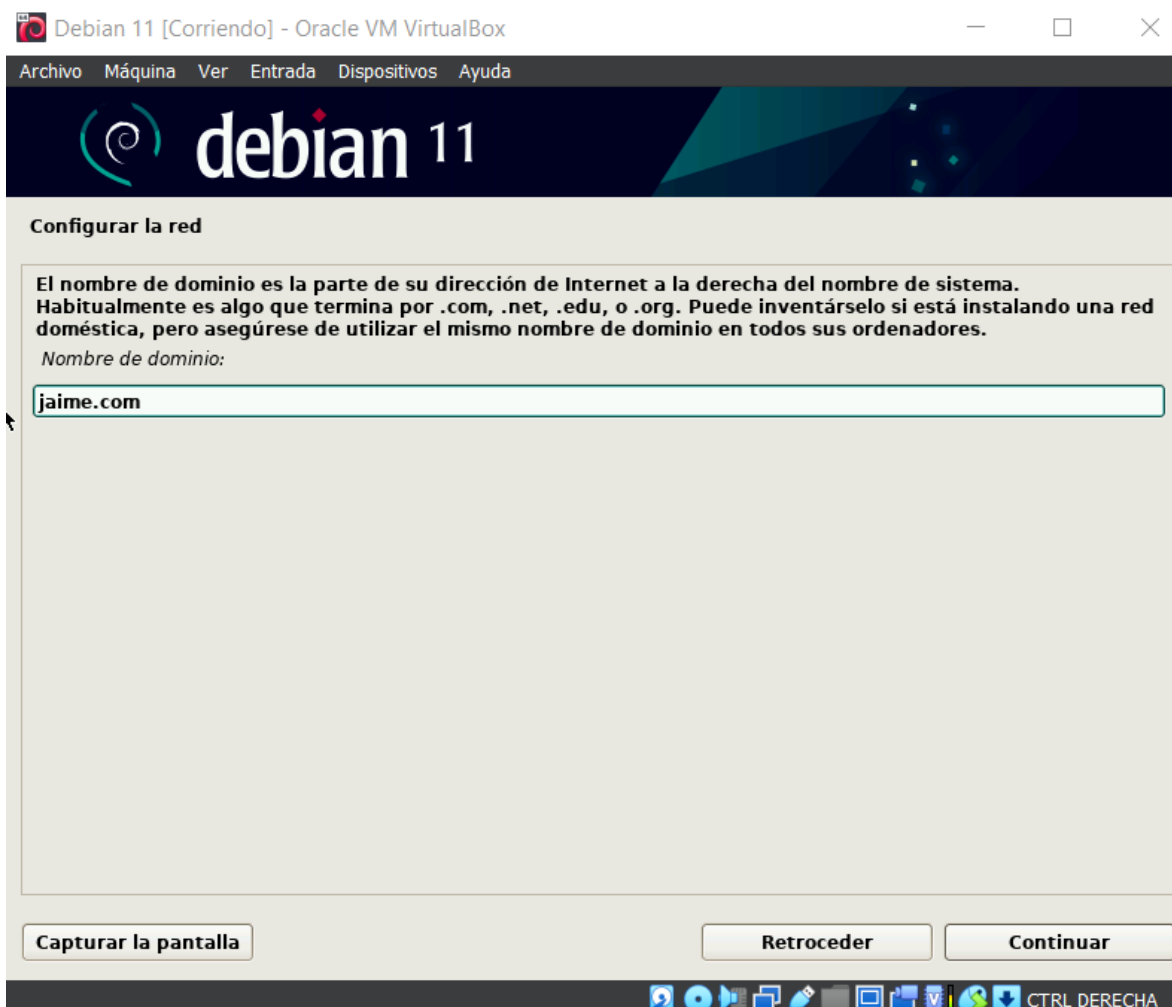 Debian 11 [Corriendo] - Oracle VM VirtualBox
Archivo Máquina Ver Entrada Dispositivos Ayuda
debian 11
Configurar la red
El nombre de dominio es la parte de su dirección de Internet a la derecha del nombre de sistema.
Habitualmente es algo que termina por .com, .net, .edu, o .org. Puede inventárselo si está instalando una red
doméstica, pero asegúrese de utilizar el mismo nombre de dominio en todos sus ordenadores.
Nombre de dominio:
jaime.com
Capturar la pantalla Retroceder Continuar
CTRL DERECHA